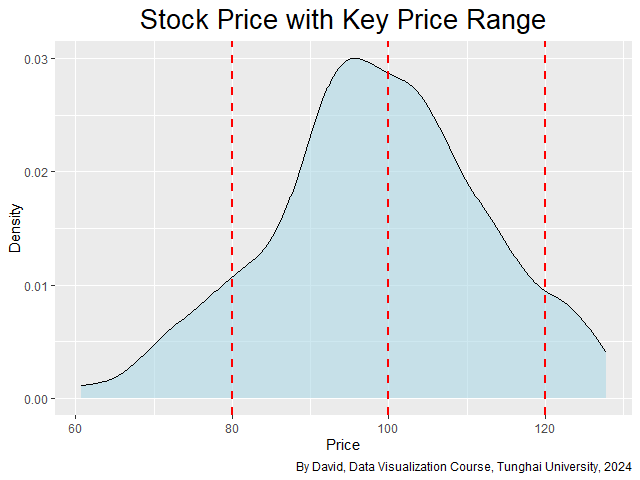 Stock Price with Key Price Range
0.03
0.02
0.01
0.00
Density
60 80 100 120
Price
By David, Data Visualization Course, Tunghai University, 2024